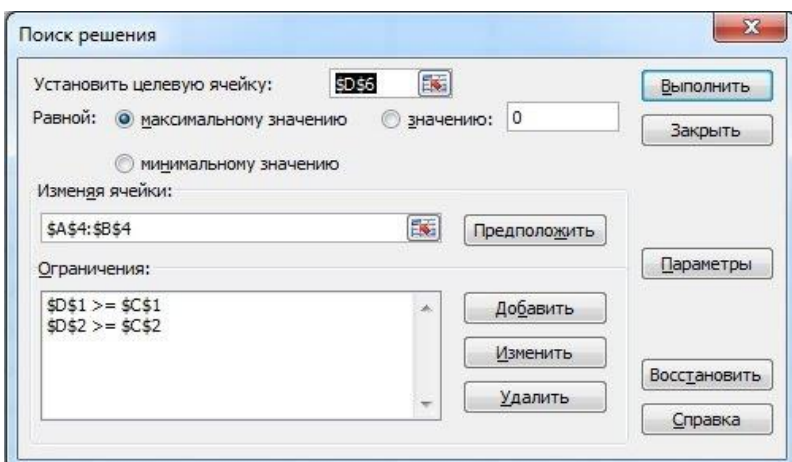 Поиск решения
Установить целевую ячейку: $D$6
Выполнить
Равной: максимальному значению значению: 0
Закрыть
минимальному значению
Изменяя ячейки:
$A$4:$B$4
Предположить
Ограничения:
Параметры
$D$1 >= $C$1
$D$2 >= $C$2
Добавить
Изменить
Удалить
Восстановить
Справка